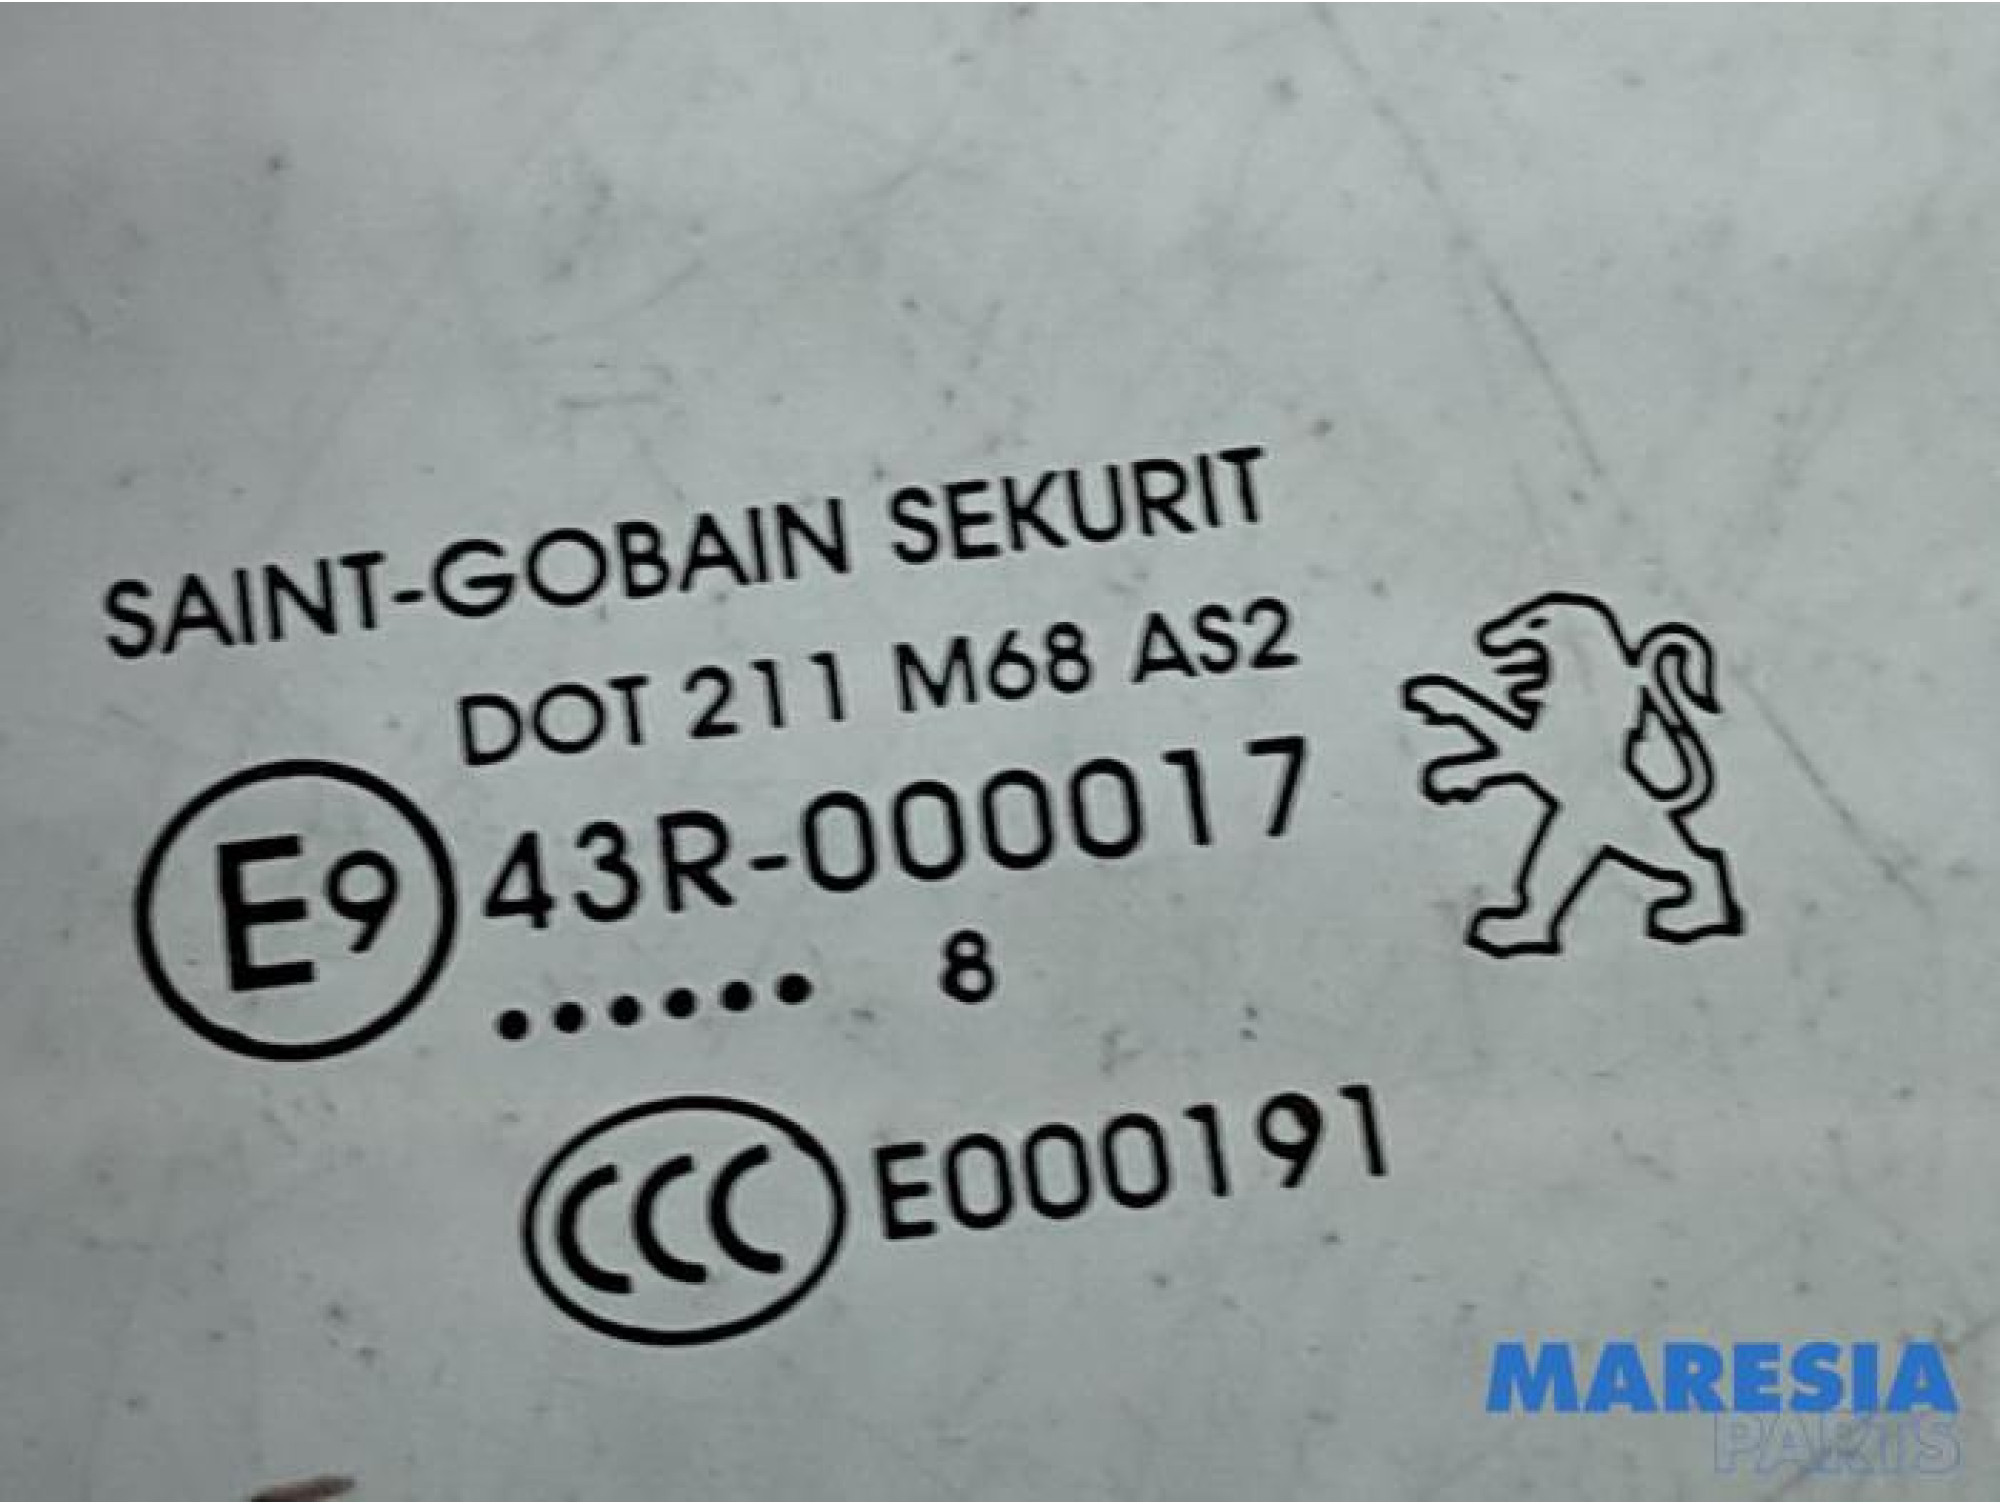 SAINT-GOBAIN SEKURIT
DOT 211 M68 AS2
E9 43R-000017
...... 8
CCC E000191
MARESIA
PARTS